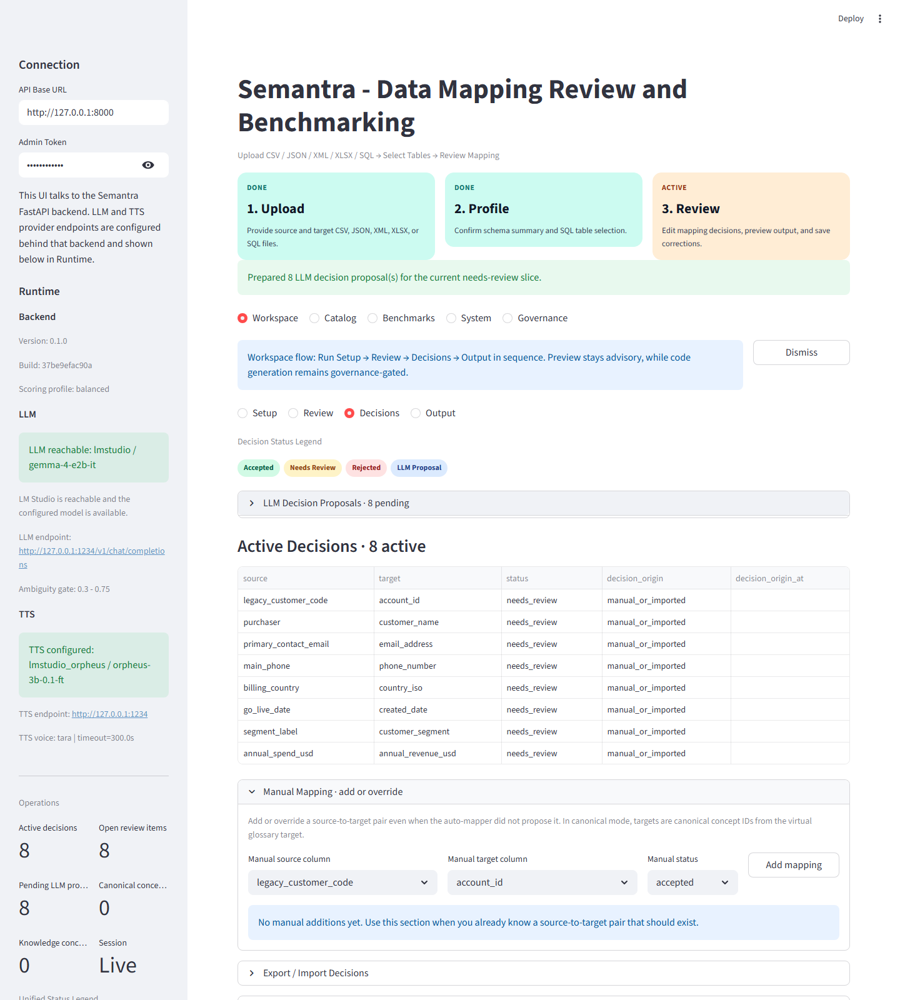 Deploy
Connection
API Base URL
http://127.0.0.1:8000
Admin Token
••••••••••••
This UI talks to the Semantra
FastAPI backend. LLM and TTS
provider endpoints are configured
behind that backend and shown
below in Runtime.
Runtime
Backend
Version: 0.1.0
Build: 37be9efac90a
Scoring profile: balanced
LLM
LLM reachable: lmstudio /
gemma-4-e2b-it
LM Studio is reachable and the
configured model is available.
LLM endpoint:
http://127.0.0.1:1234/v1/chat/completio
ns
Ambiguity gate: 0.3 - 0.75
TTS
TTS configured:
lmstudio_orpheus / orpheus-
3b-0.1-ft
TTS endpoint: http://127.0.0.1:1234
TTS voice: tara | timeout=300.0s
Operations
Active decisions Open review items
8 8
Pending LLM pro... Canonical conce...
8 0
Knowledge conc... Session
0 Live
Unified Status Legend
Semantra - Data Mapping Review and
Benchmarking
Upload CSV / JSON / XML / XLSX / SQL → Select Tables → Review Mapping
DONE
1. Upload
Provide source and target CSV, JSON, XML, XLSX, or
SQL files.
DONE
2. Profile
Confirm schema summary and SQL table selection.
ACTIVE
3. Review
Edit mapping decisions, preview output, and save
corrections.
Prepared 8 LLM decision proposal(s) for the current needs-review slice.
Workspace Catalog Benchmarks System Governance
Workspace flow: Run Setup → Review → Decisions → Output in sequence. Preview stays advisory, while code
generation remains governance-gated.
Dismiss
Setup Review Decisions Output
Decision Status Legend
Accepted Needs Review Rejected LLM Proposal
LLM Decision Proposals · 8 pending
Active Decisions · 8 active
source target status decision_origin decision_origin_at
legacy_customer_code account_id needs_review manual_or_imported
purchaser customer_name needs_review manual_or_imported
primary_contact_email email_address needs_review manual_or_imported
main_phone phone_number needs_review manual_or_imported
billing_country country_iso needs_review manual_or_imported
go_live_date created_date needs_review manual_or_imported
segment_label customer_segment needs_review manual_or_imported
annual_spend_usd annual_revenue_usd needs_review manual_or_imported
Manual Mapping · add or override
Add or override a source-to-target pair even when the auto-mapper did not propose it. In canonical mode, targets are canonical concept IDs from the virtual
glossary target.
Manual source column Manual target column Manual status
legacy_customer_code account_id accepted Add mapping
No manual additions yet. Use this section when you already know a source-to-target pair that should exist.
Export / Import Decisions